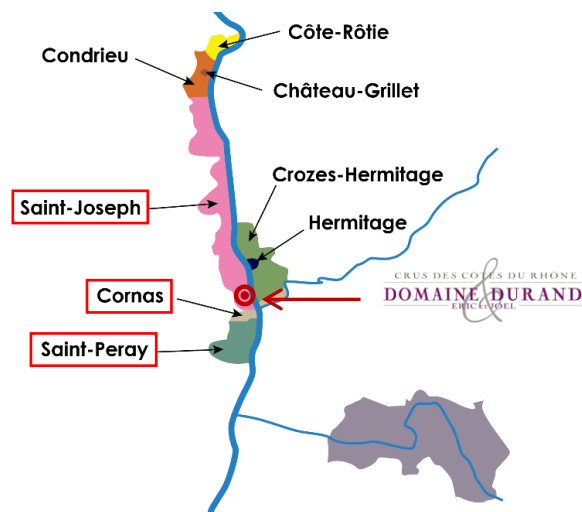 Côte-Rôtie
Condrieu
Château-Grillet
Crozes-Hermitage
Saint-Joseph
Hermitage
CRUS DES CÔTES DU RHÔNE
&
DOMAINE DURAND
ERIC ET JOËL
Cornas
Saint-Peray